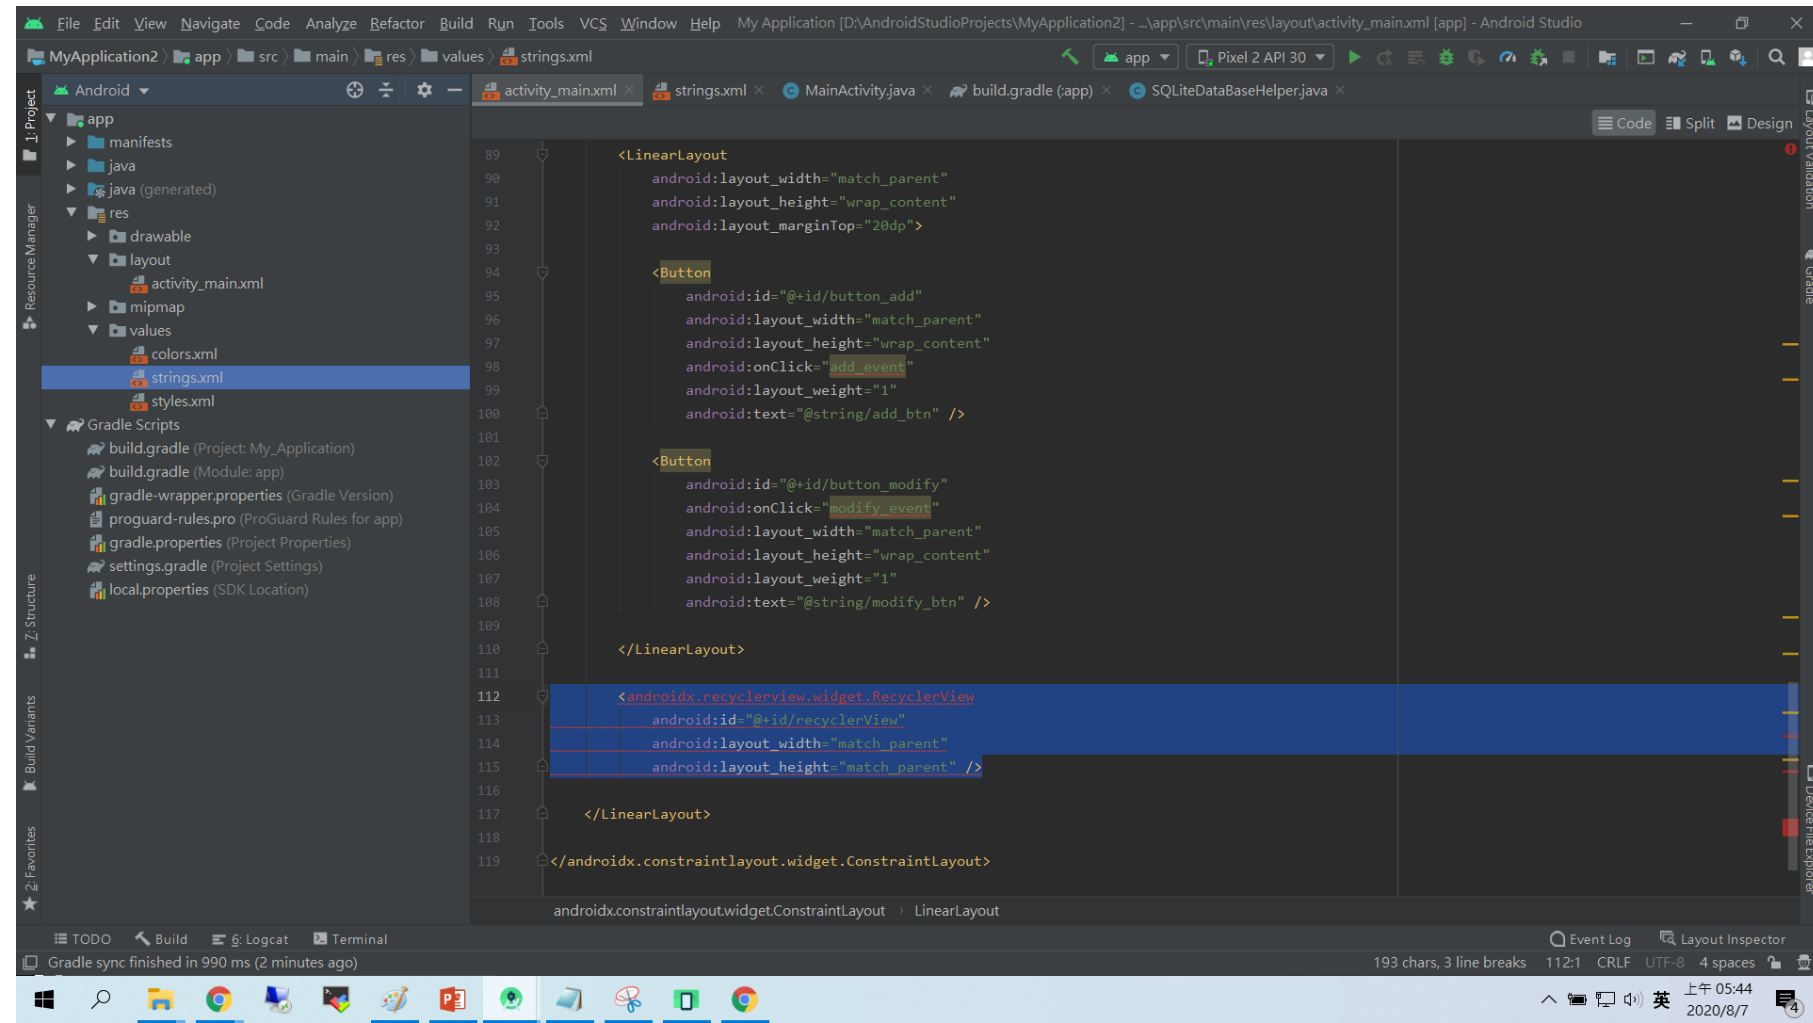 File Edit View Navigate Code Analyze Refactor Build Run Tools VCS Window Help My Application [D:\AndroidStudioProjects\MyApplication2] - ...\app\src\main\res\layout\activity_main.xml [app] - Android Studio
MyApplication2 app src main res values strings.xml app Pixel 2 API 30
Android activity_main.xml strings.xml MainActivity.java build.gradle (:app) SQLiteDataBaseHelper.java
Code Split Design
1: Project
Resource Manager
Z: Structure
Build Variants
2: Favorites
app
manifests
java
java (generated)
res
drawable
layout
activity_main.xml
mipmap
values
colors.xml
strings.xml
styles.xml
Gradle Scripts
build.gradle (Project: My_Application)
build.gradle (Module: app)
gradle-wrapper.properties (Gradle Version)
proguard-rules.pro (ProGuard Rules for app)
gradle.properties (Project Properties)
settings.gradle (Project Settings)
local.properties (SDK Location)
89 <LinearLayout
90 android:layout_width="match_parent"
91 android:layout_height="wrap_content"
92 android:layout_marginTop="20dp">
93
94 <Button
95 android:id="@+id/button_add"
96 android:layout_width="match_parent"
97 android:layout_height="wrap_content"
98 android:onClick="add_event"
99 android:layout_weight="1"
100 android:text="@string/add_btn" />
101
102 <Button
103 android:id="@+id/button_modify"
104 android:onClick="modify_event"
105 android:layout_width="match_parent"
106 android:layout_height="wrap_content"
107 android:layout_weight="1"
108 android:text="@string/modify_btn" />
109
110 </LinearLayout>
111
112 <androidx.recyclerview.widget.RecyclerView
113 android:id="@+id/recyclerView"
114 android:layout_width="match_parent"
115 android:layout_height="match_parent" />
116
117 </LinearLayout>
118
119 </androidx.constraintlayout.widget.ConstraintLayout>
androidx.constraintlayout.widget.ConstraintLayout LinearLayout
Layout Validation
Gradle
Device File Explorer
TODO Build 6: Logcat Terminal Event Log Layout Inspector
Gradle sync finished in 990 ms (2 minutes ago) 193 chars, 3 line breaks 112:1 CRLF UTF-8 4 spaces
英 上午 05:44
2020/8/7 4